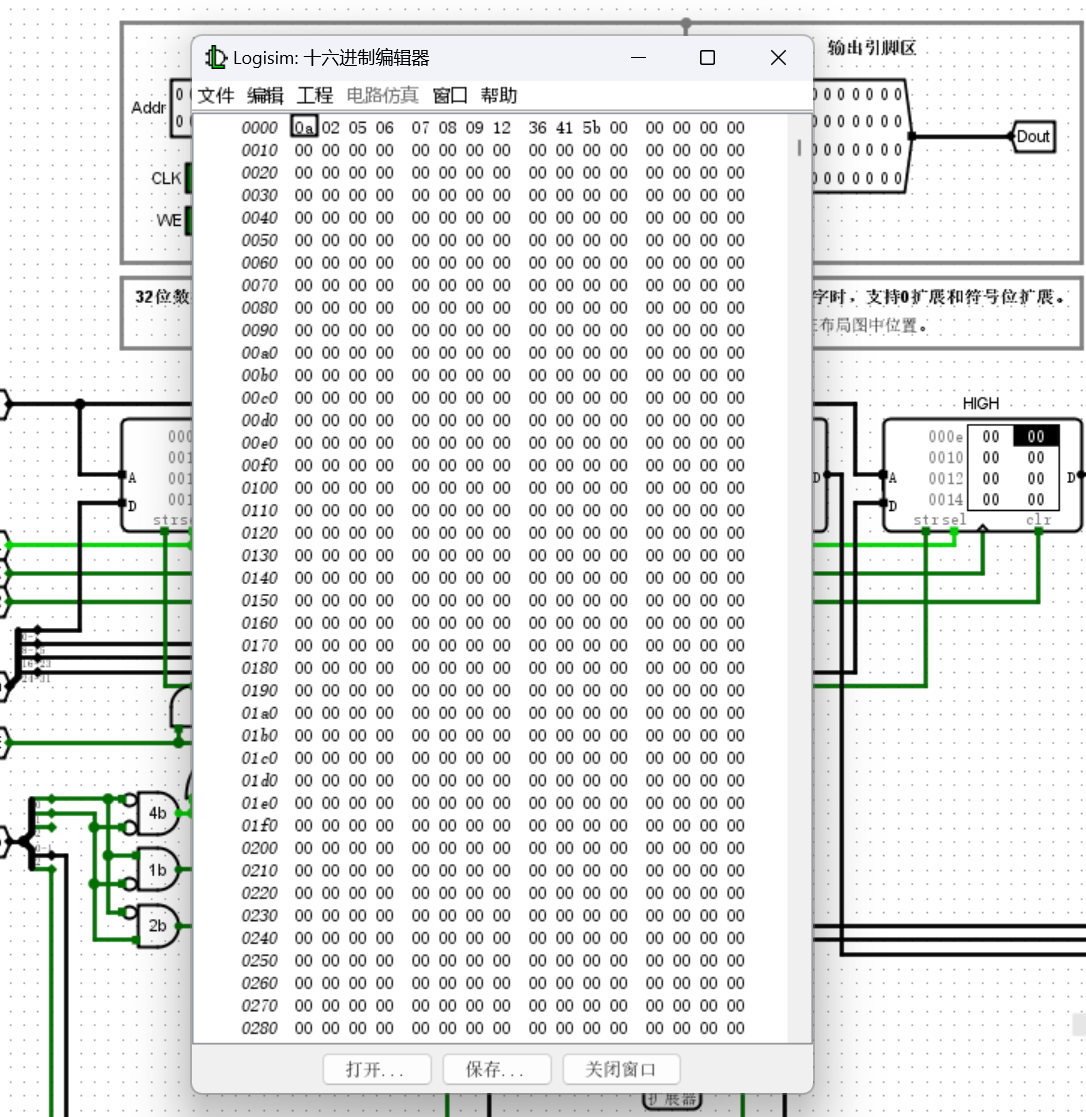 输出引脚区
Logisim: 十六进制编辑器
文件 编辑 工程 电路仿真 窗口 帮助
Addr
CLK
WE
Dout
0 0 0 0 0 0 0
0 0 0 0 0 0 0
0 0 0 0 0 0 0
0 0 0 0 0 0 0
0000 0a 02 05 06 07 08 09 12 36 41 5b 00 00 00 00 00
0010 00 00 00 00 00 00 00 00 00 00 00 00 00 00 00 00
0020 00 00 00 00 00 00 00 00 00 00 00 00 00 00 00 00
0030 00 00 00 00 00 00 00 00 00 00 00 00 00 00 00 00
0040 00 00 00 00 00 00 00 00 00 00 00 00 00 00 00 00
0050 00 00 00 00 00 00 00 00 00 00 00 00 00 00 00 00
0060 00 00 00 00 00 00 00 00 00 00 00 00 00 00 00 00
0070 00 00 00 00 00 00 00 00 00 00 00 00 00 00 00 00
0080 00 00 00 00 00 00 00 00 00 00 00 00 00 00 00 00
0090 00 00 00 00 00 00 00 00 00 00 00 00 00 00 00 00
00a0 00 00 00 00 00 00 00 00 00 00 00 00 00 00 00 00
00b0 00 00 00 00 00 00 00 00 00 00 00 00 00 00 00 00
00c0 00 00 00 00 00 00 00 00 00 00 00 00 00 00 00 00
00d0 00 00 00 00 00 00 00 00 00 00 00 00 00 00 00 00
00e0 00 00 00 00 00 00 00 00 00 00 00 00 00 00 00 00
00f0 00 00 00 00 00 00 00 00 00 00 00 00 00 00 00 00
0100 00 00 00 00 00 00 00 00 00 00 00 00 00 00 00 00
0110 00 00 00 00 00 00 00 00 00 00 00 00 00 00 00 00
0120 00 00 00 00 00 00 00 00 00 00 00 00 00 00 00 00
0130 00 00 00 00 00 00 00 00 00 00 00 00 00 00 00 00
0140 00 00 00 00 00 00 00 00 00 00 00 00 00 00 00 00
0150 00 00 00 00 00 00 00 00 00 00 00 00 00 00 00 00
0160 00 00 00 00 00 00 00 00 00 00 00 00 00 00 00 00
0170 00 00 00 00 00 00 00 00 00 00 00 00 00 00 00 00
0180 00 00 00 00 00 00 00 00 00 00 00 00 00 00 00 00
0190 00 00 00 00 00 00 00 00 00 00 00 00 00 00 00 00
01a0 00 00 00 00 00 00 00 00 00 00 00 00 00 00 00 00
01b0 00 00 00 00 00 00 00 00 00 00 00 00 00 00 00 00
01c0 00 00 00 00 00 00 00 00 00 00 00 00 00 00 00 00
01d0 00 00 00 00 00 00 00 00 00 00 00 00 00 00 00 00
01e0 00 00 00 00 00 00 00 00 00 00 00 00 00 00 00 00
01f0 00 00 00 00 00 00 00 00 00 00 00 00 00 00 00 00
0200 00 00 00 00 00 00 00 00 00 00 00 00 00 00 00 00
0210 00 00 00 00 00 00 00 00 00 00 00 00 00 00 00 00
0220 00 00 00 00 00 00 00 00 00 00 00 00 00 00 00 00
0230 00 00 00 00 00 00 00 00 00 00 00 00 00 00 00 00
0240 00 00 00 00 00 00 00 00 00 00 00 00 00 00 00 00
0250 00 00 00 00 00 00 00 00 00 00 00 00 00 00 00 00
0260 00 00 00 00 00 00 00 00 00 00 00 00 00 00 00 00
0270 00 00 00 00 00 00 00 00 00 00 00 00 00 00 00 00
0280 00 00 00 00 00 00 00 00 00 00 00 00 00 00 00 00
打开... 保存... 关闭窗口
32位数
字时，支持0扩展和符号位扩展。
布局图中位置。
HIGH
000e 00 00
0010 00 00
0012 00 00
0014 00 00
A
D
D
str sel clr
A
D
D
str
4b
1b
2b
扩展器